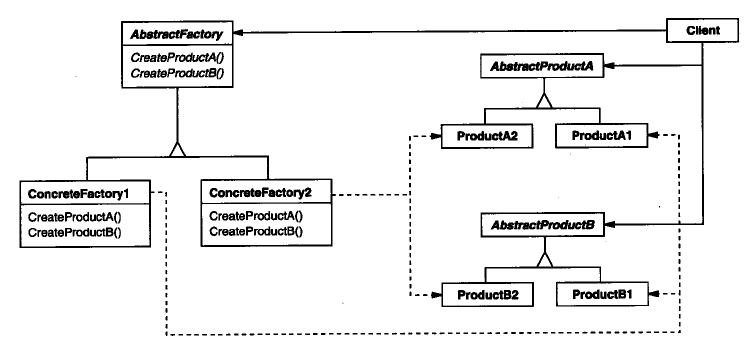 AbstractFactory
CreateProductA()
CreateProductB()
Client
AbstractProductA
ProductA2
ProductA1
ConcreteFactory1
CreateProductA()
CreateProductB()
ConcreteFactory2
CreateProductA()
CreateProductB()
AbstractProductB
ProductB2
ProductB1